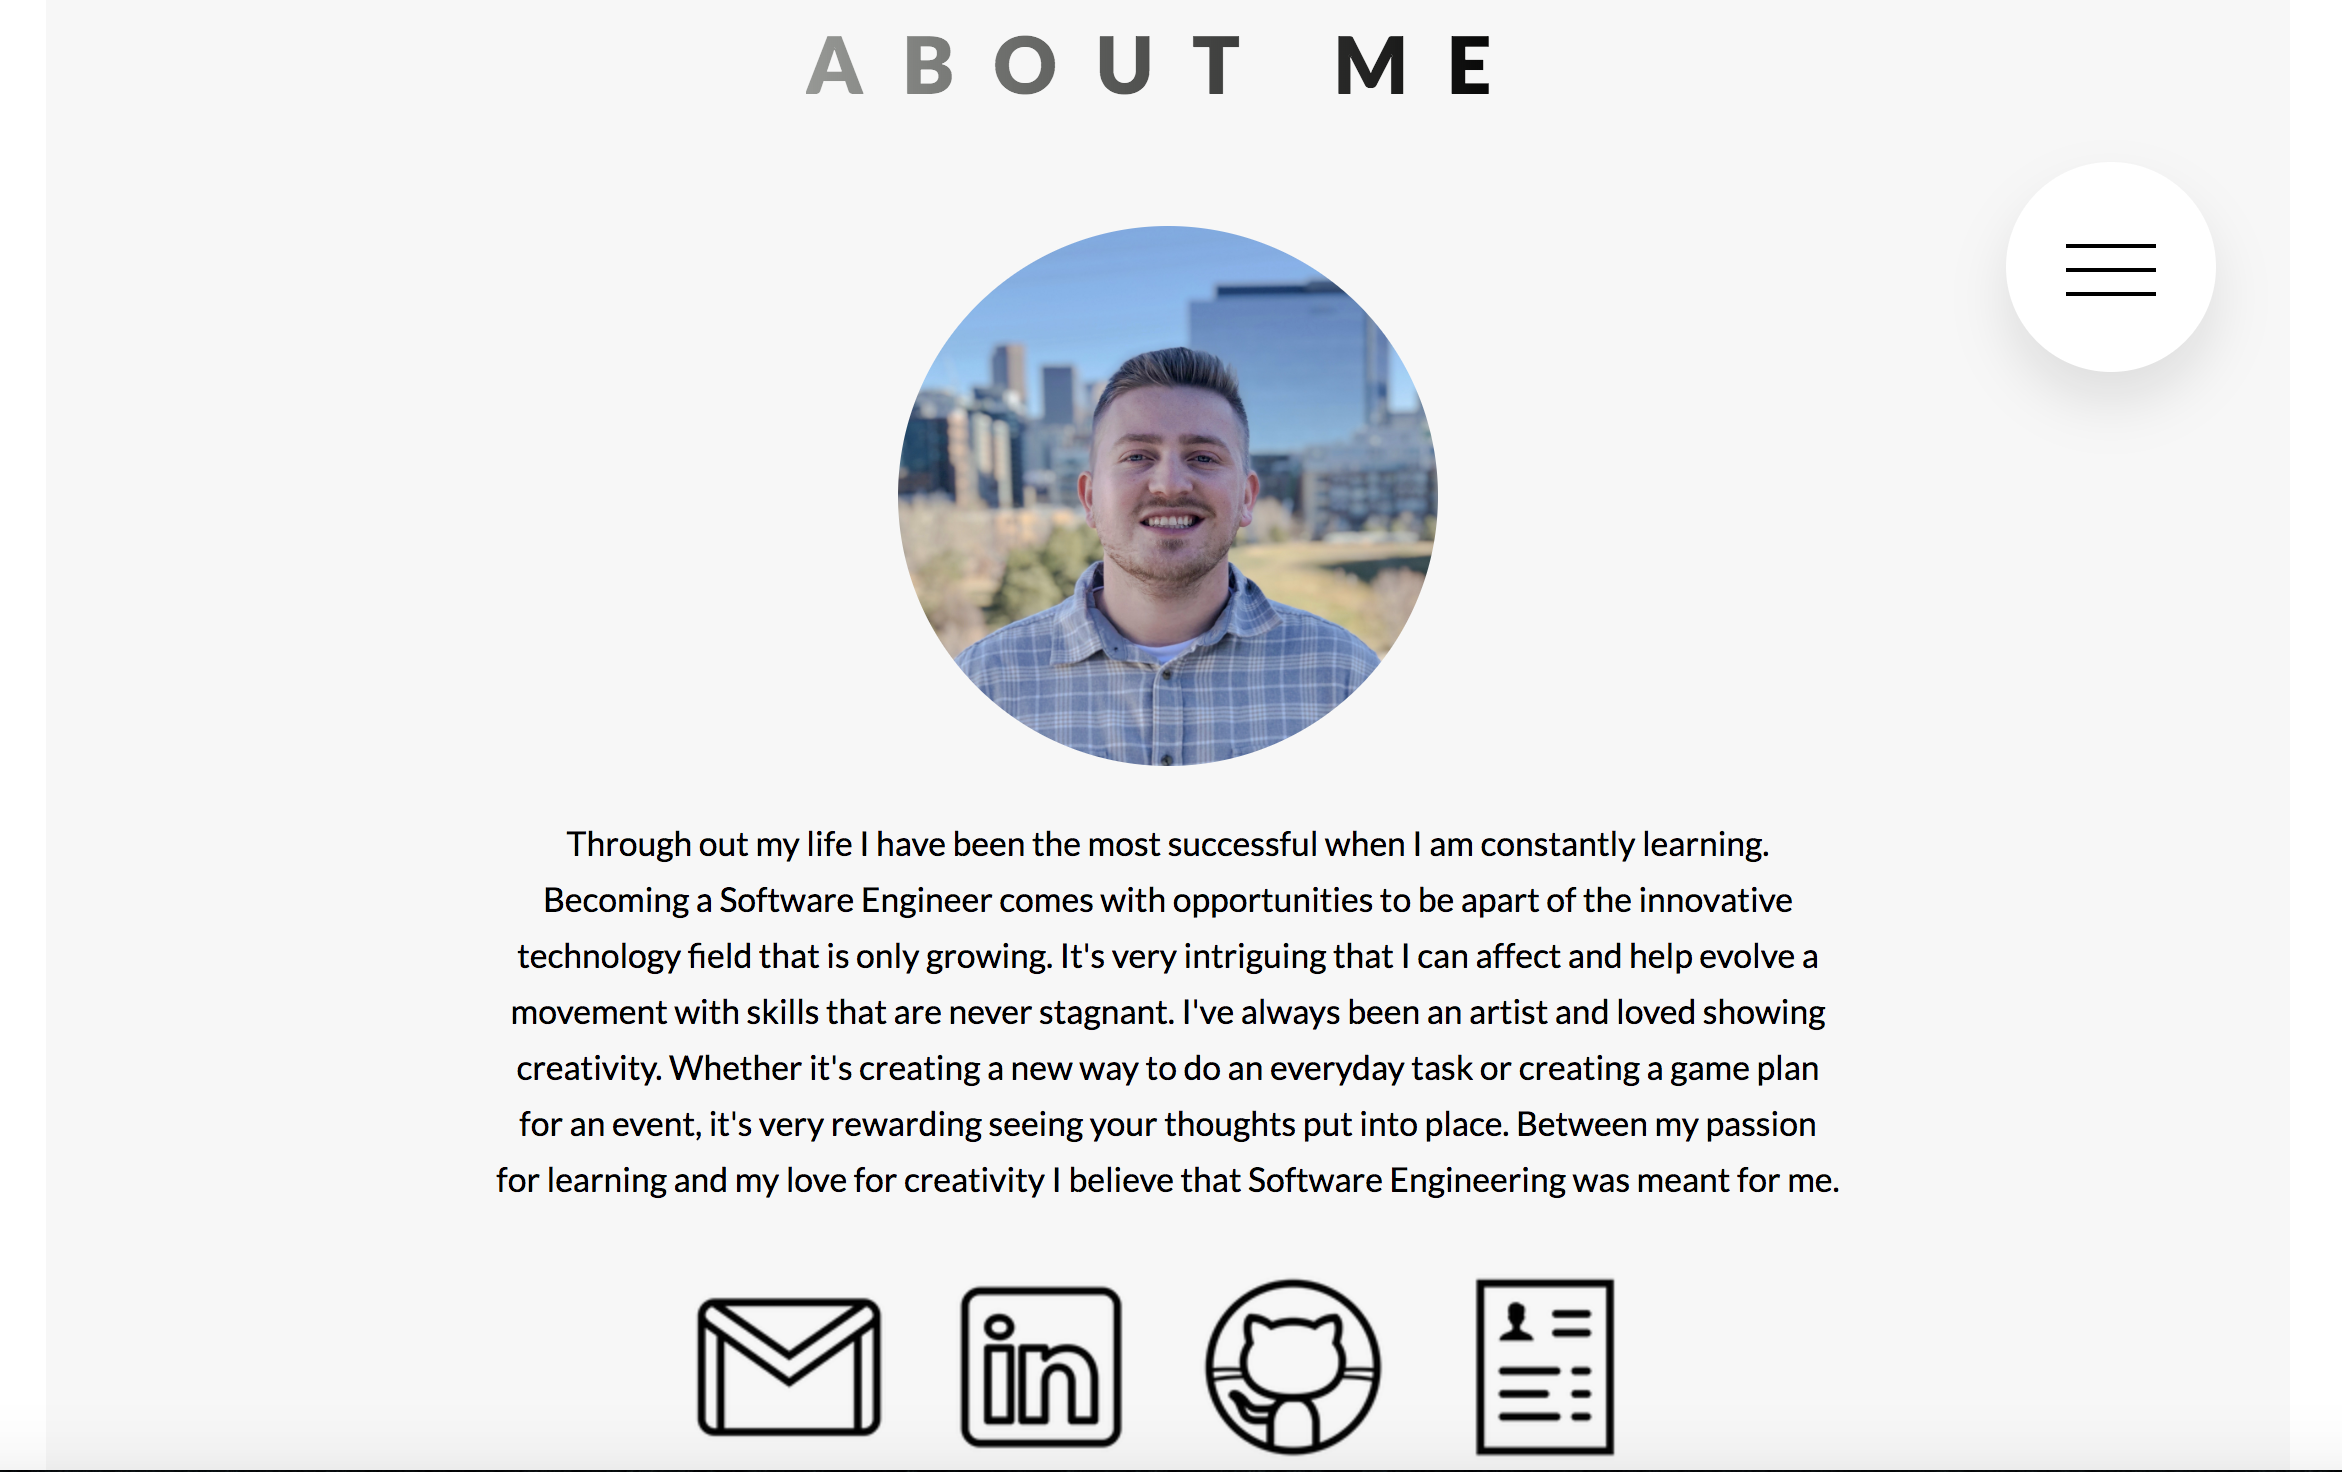 ABOUT ME
Through out my life I have been the most successful when I am constantly learning.
Becoming a Software Engineer comes with opportunities to be apart of the innovative
technology field that is only growing. It's very intriguing that I can affect and help evolve a
movement with skills that are never stagnant. I've always been an artist and loved showing
creativity. Whether it's creating a new way to do an everyday task or creating a game plan
for an event, it's very rewarding seeing your thoughts put into place. Between my passion
for learning and my love for creativity I believe that Software Engineering was meant for me.
in